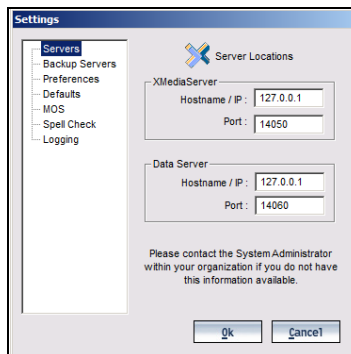 Settings
Servers
Backup Servers
Preferences
Defaults
MOS
Spell Check
Logging
Server Locations
XMediaServer
Hostname / IP : 127.0.0.1
Port : 14050
Data Server
Hostname / IP : 127.0.0.1
Port : 14060
Please contact the System Administrator
within your organization if you do not have
this information available.
Ok Cancel